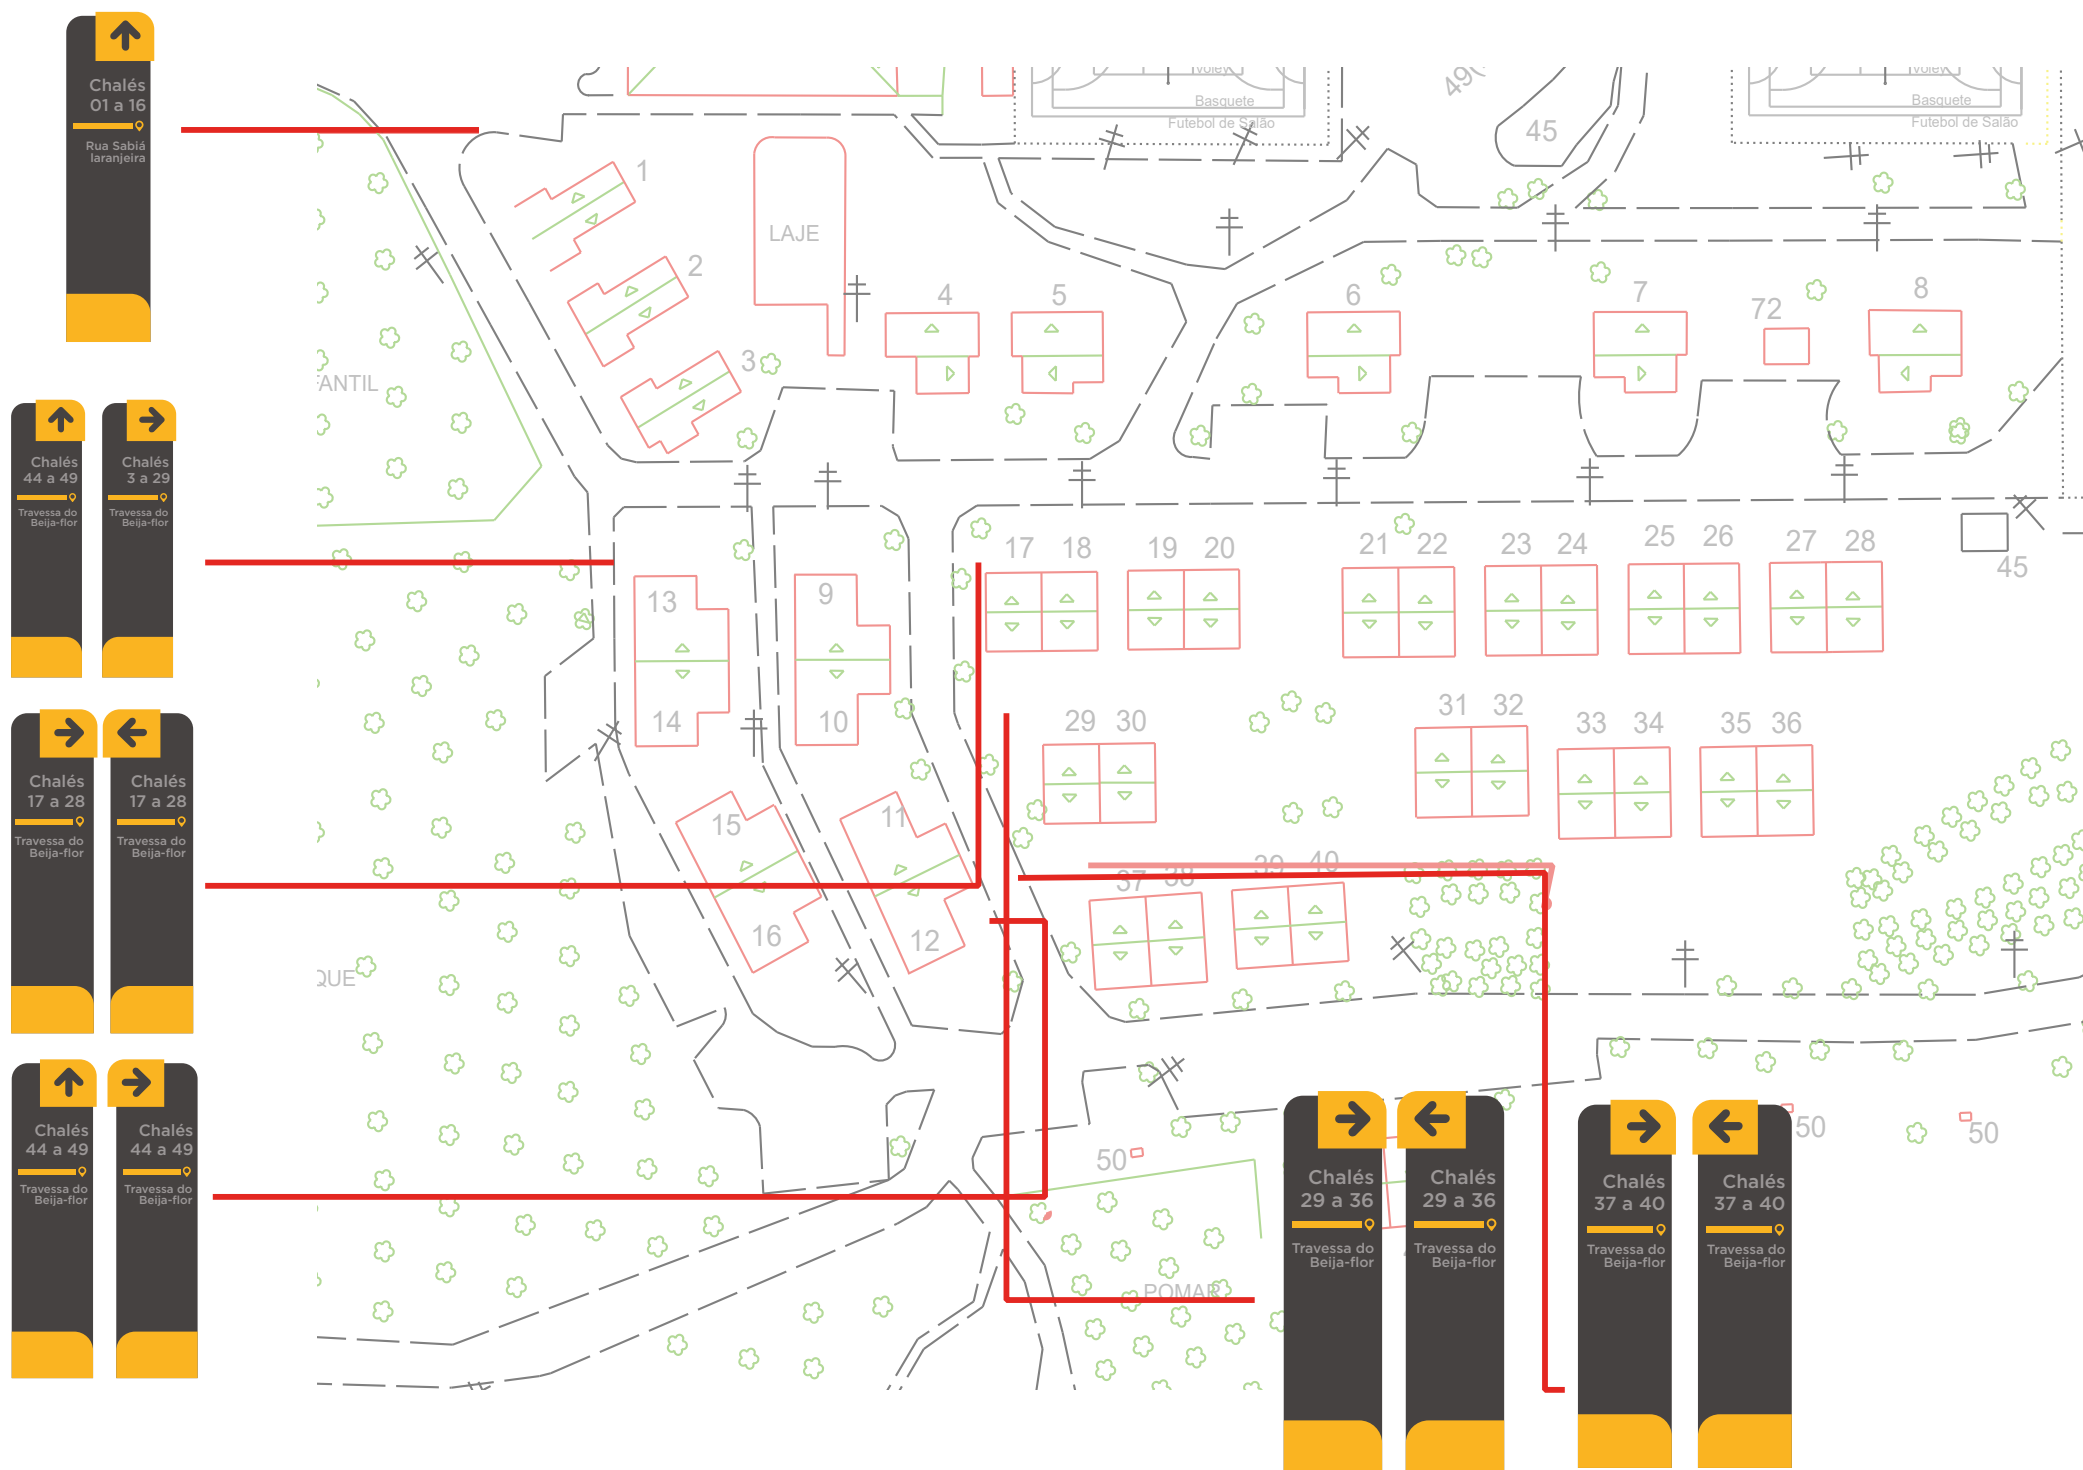 Chalés
01 a 16
Rua Sabiá
laranjeira
Chalés
44 a 49
Travessa do
Beija-flor
Chalés
3 a 29
Travessa do
Beija-flor
Chalés
17 a 28
Travessa do
Beija-flor
Chalés
17 a 28
Travessa do
Beija-flor
Chalés
44 a 49
Travessa do
Beija-flor
Chalés
44 a 49
Travessa do
Beija-flor
Chalés
29 a 36
Travessa do
Beija-flor
Chalés
29 a 36
Travessa do
Beija-flor
Chalés
37 a 40
Travessa do
Beija-flor
Chalés
37 a 40
Travessa do
Beija-flor
Voley
Basquete
Futebol de Salão
49(
45
Voley
Basquete
Futebol de Salão
1
LAJE
2
3
4
5
6
7
72
8
FANTIL
17 18 19 20 21 22 23 24 25 26 27 28
45
13
9
14
10
29 30
31 32
33 34 35 36
15
11
16
12
37 38 39 40
QUE
50
50
50
POMAR